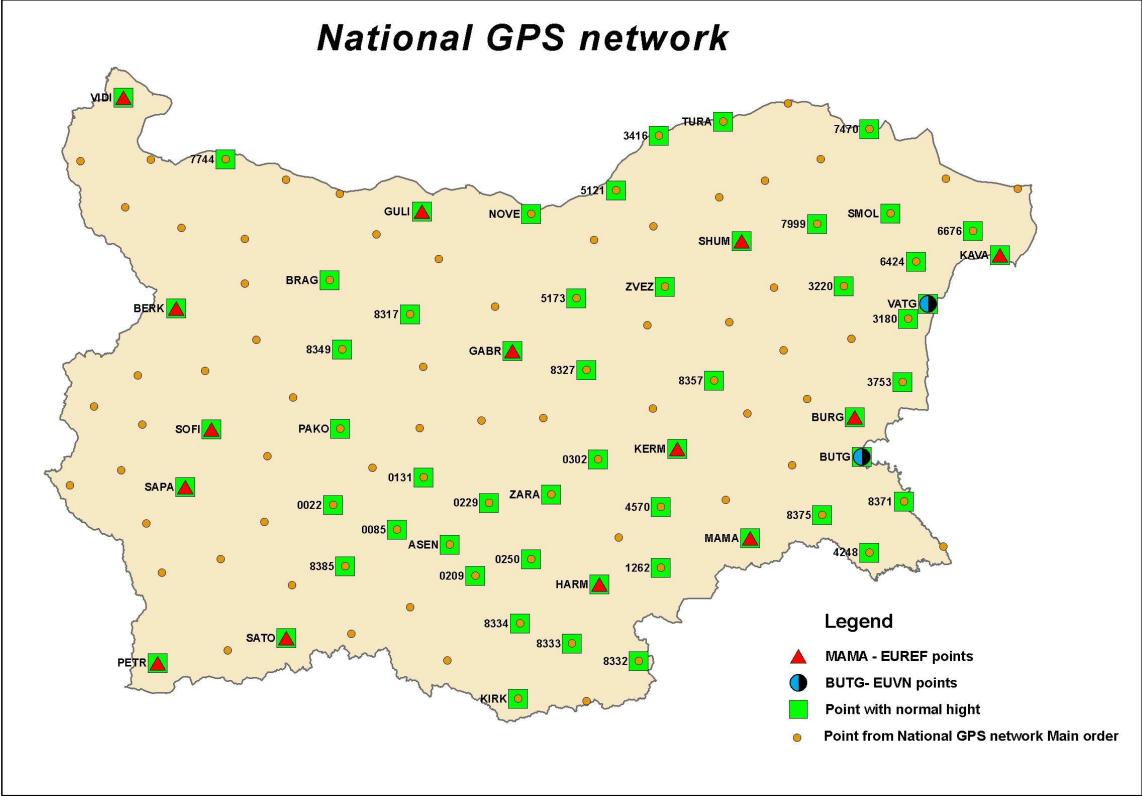 National GPS network
VIDI
TURA
7470
3416
7744
5121
GULI
NOVE
SMOL
7999
6676
SHUM
KAVA
6424
BRAG
ZVEZ
3220
5173
VATG
BERK
8317
3180
8349
GABR
8327
8357
3753
BURG
SOFI
PAKO
KERM
BUTG
0302
0131
SAPA
ZARA
0229
8371
0022
4570
8375
0085
MAMA
ASEN
4248
0250
8385
1262
0209
HARM
8334
Legend
SATO
8333
MAMA - EUREF points
8332
PETR
BUTG- EUVN points
KIRK
Point with normal hight
Point from National GPS network Main order